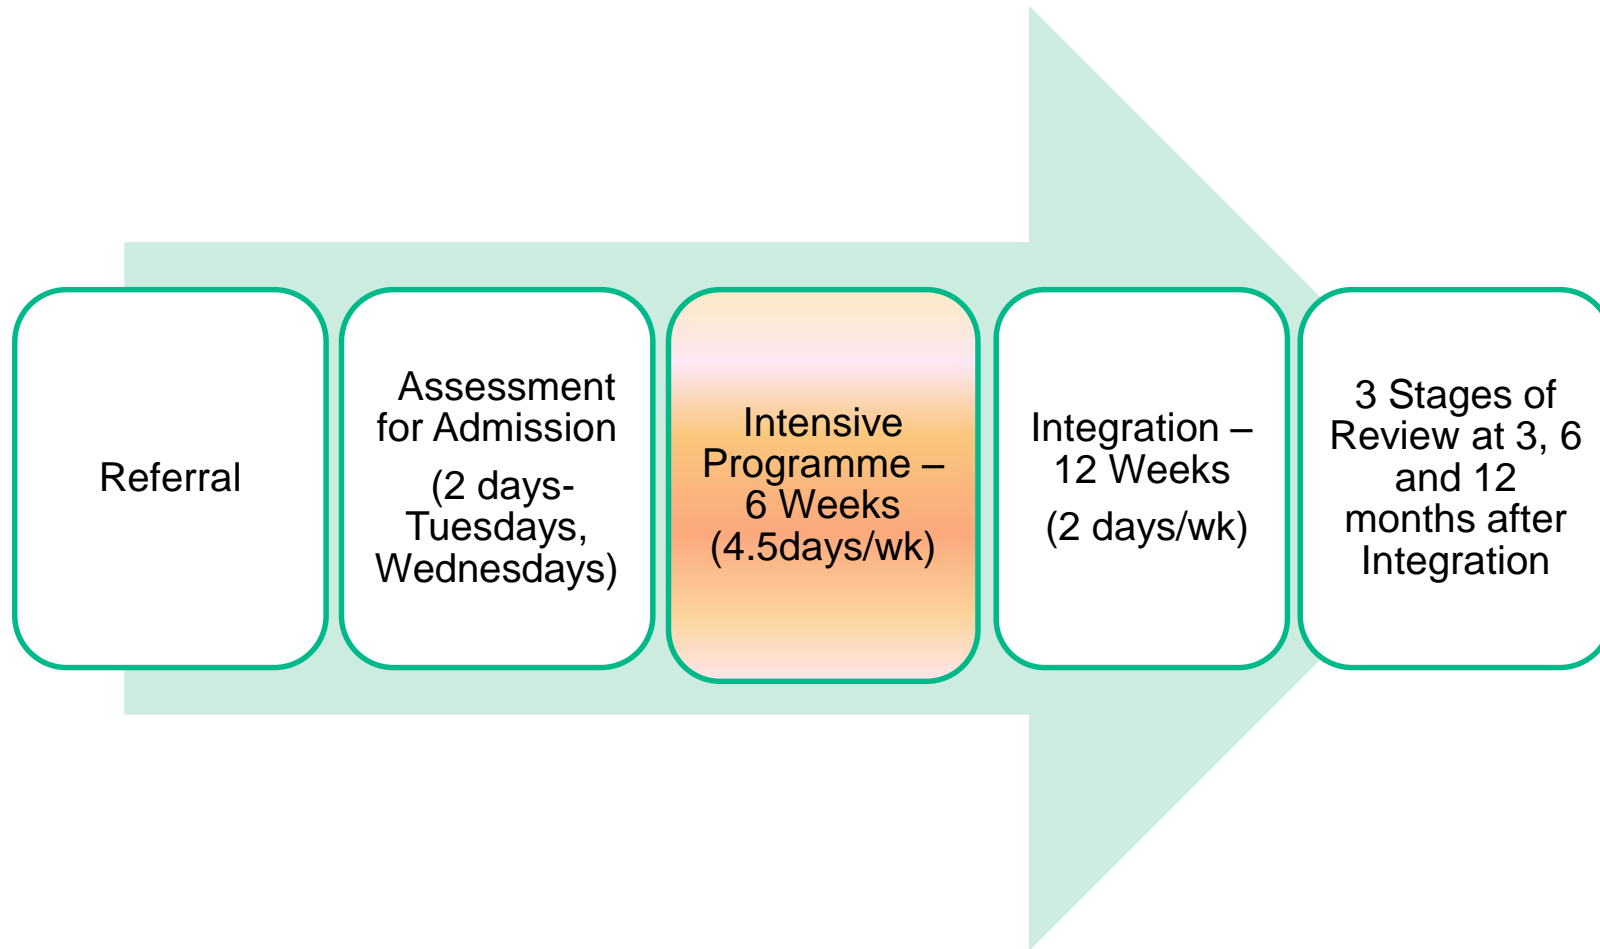 Referral
Assessment
for Admission
(2 days-
Tuesdays,
Wednesdays)
Intensive
Programme –
6 Weeks
(4.5days/wk)
Integration –
12 Weeks
(2 days/wk)
3 Stages of
Review at 3, 6
and 12
months after
Integration